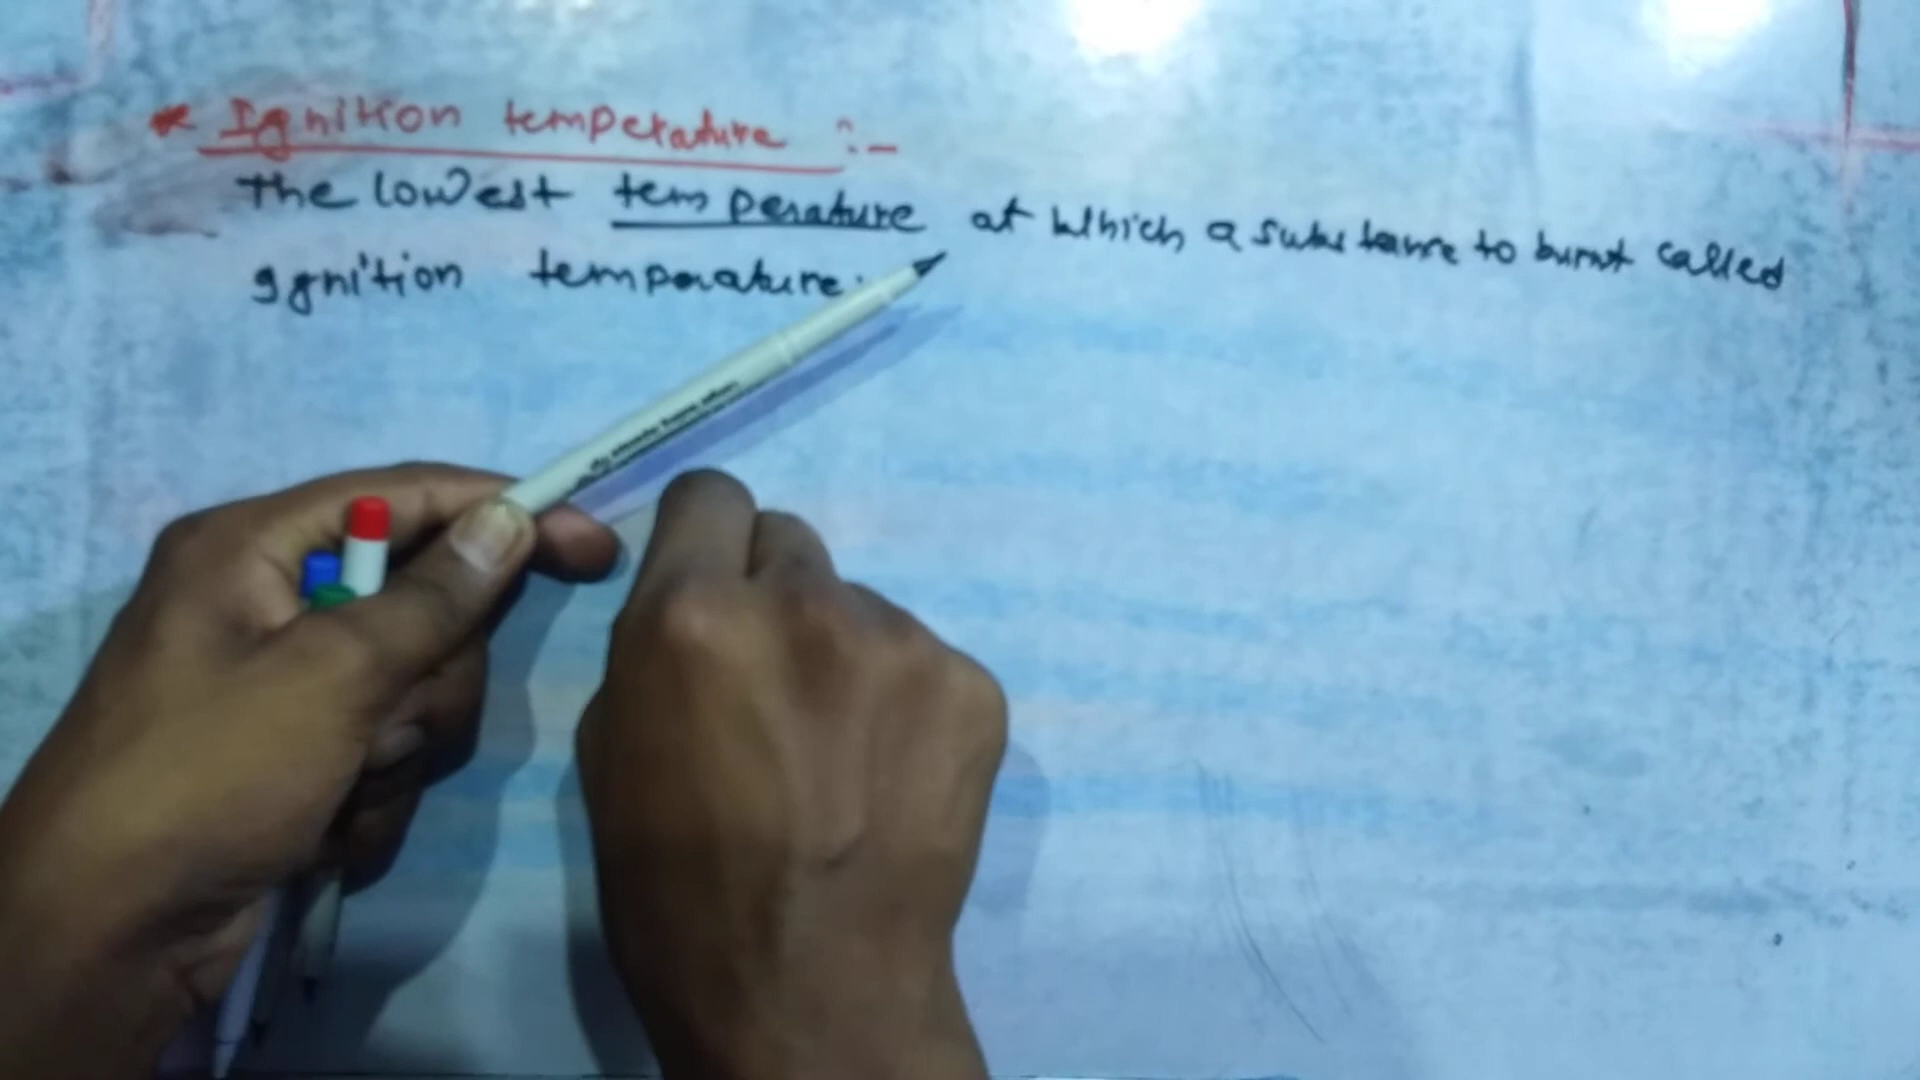 * Ignition temperature :-
The lowest temperature at which a substance to burnt called
Ignition temperature.